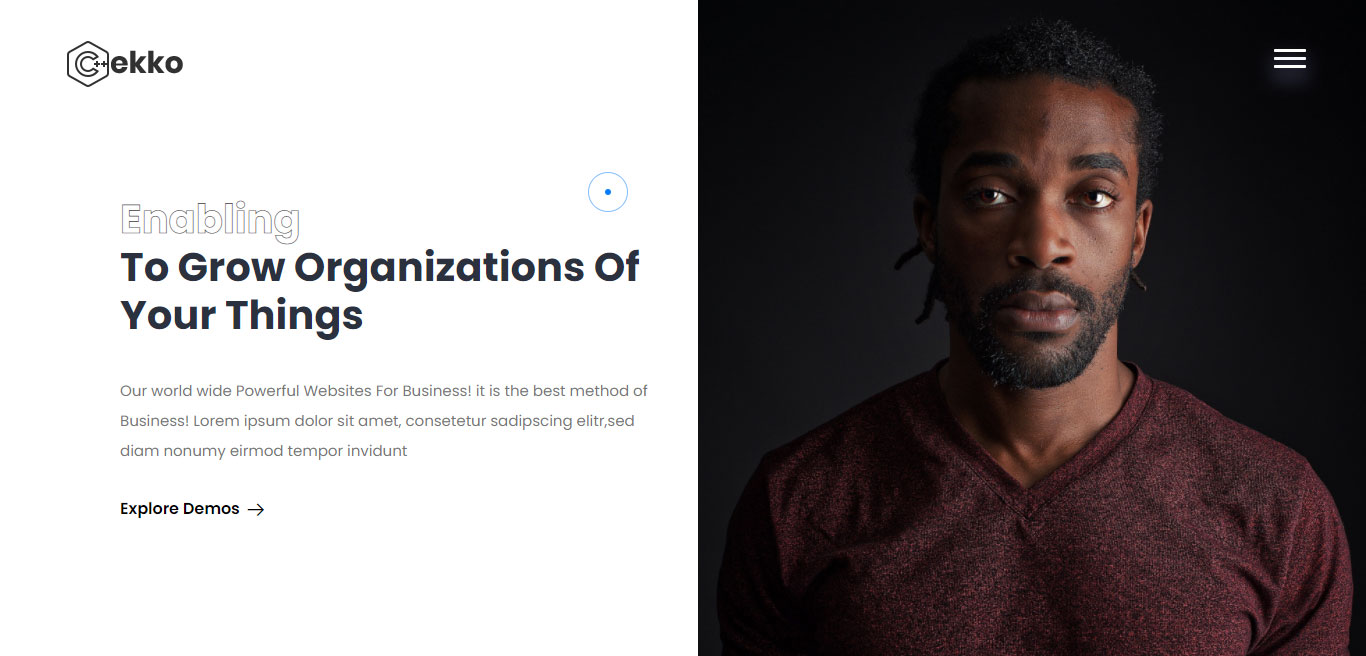 C++ekko
Enabling
To Grow Organizations Of
Your Things
Our world wide Powerful Websites For Business! it is the best method of
Business! Lorem ipsum dolor sit amet, consetetur sadipscing elitr,sed
diam nonumy eirmod tempor invidunt
Explore Demos →